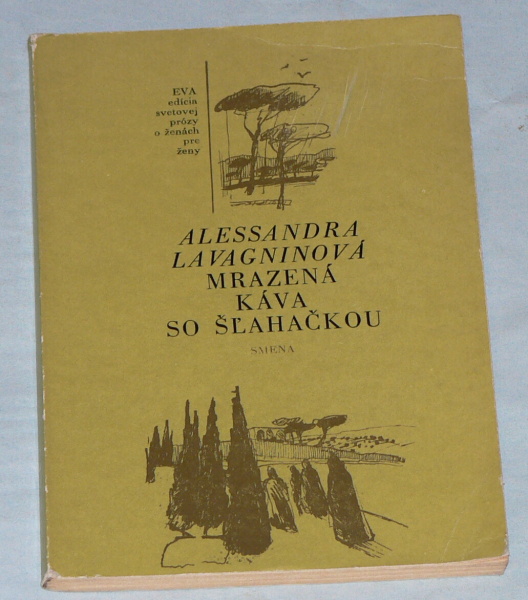 EVA
edícia
svetovej
prózy
o ženách
pre
ženy
ALESSANDRA
LAVAGNINOVÁ
MRAZENÁ
KÁVA
SO ŠĽAHAČKOU
SMENA